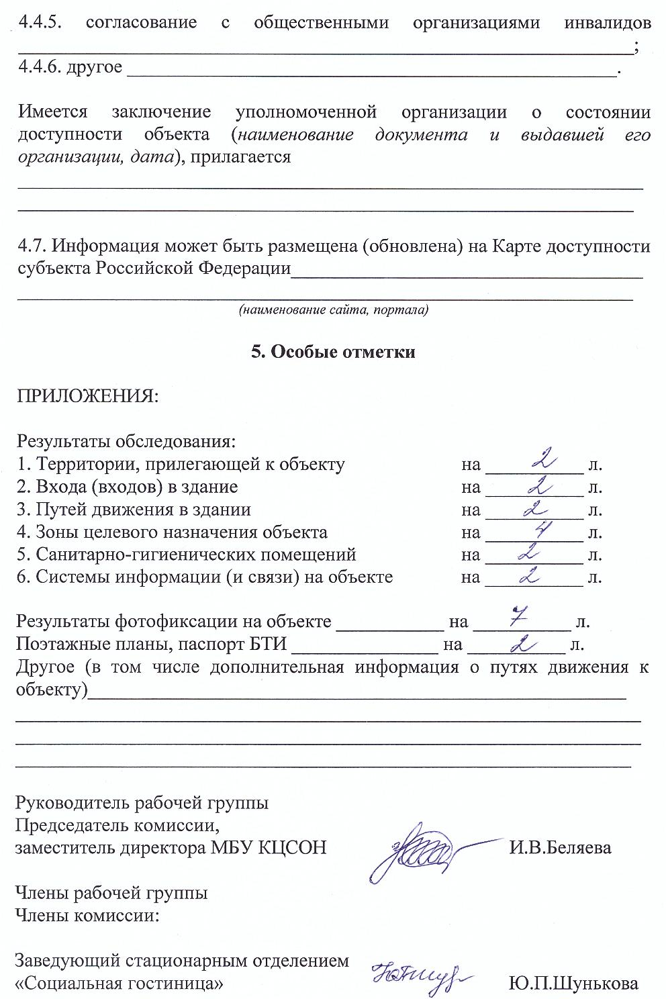 4.4.5. согласование с общественными организациями инвалидов
____________________________________________________________;
4.4.6. другое ____________________________________________________.
Имеется заключение уполномоченной организации о состоянии
доступности объекта (наименование документа и выдавшей его
организации, дата), прилагается
4.7. Информация может быть размещена (обновлена) на Карте доступности
субъекта Российской Федерации____________________________________
(наименование сайта, портала)
5. Особые отметки
ПРИЛОЖЕНИЯ:
Результаты обследования:
1. Территории, прилегающей к объекту на 2 л.
2. Входа (входов) в здание на 2 л.
3. Путей движения в здании на 2 л.
4. Зоны целевого назначения объекта на 4 л.
5. Санитарно-гигиенических помещений на 2 л.
6. Системы информации (и связи) на объекте на 2 л.
Результаты фотофиксации на объекте ___________ на 7 л.
Поэтажные планы, паспорт БТИ _______________ на 2 л.
Другое (в том числе дополнительная информация о путях движения к
объекту)____________________________________________________
Руководитель рабочей группы
Председатель комиссии,
заместитель директора МБУ КЦСОН И.В.Беляева
Члены рабочей группы
Члены комиссии:
Заведующий стационарным отделением
«Социальная гостиница» Ю.П.Шунькова